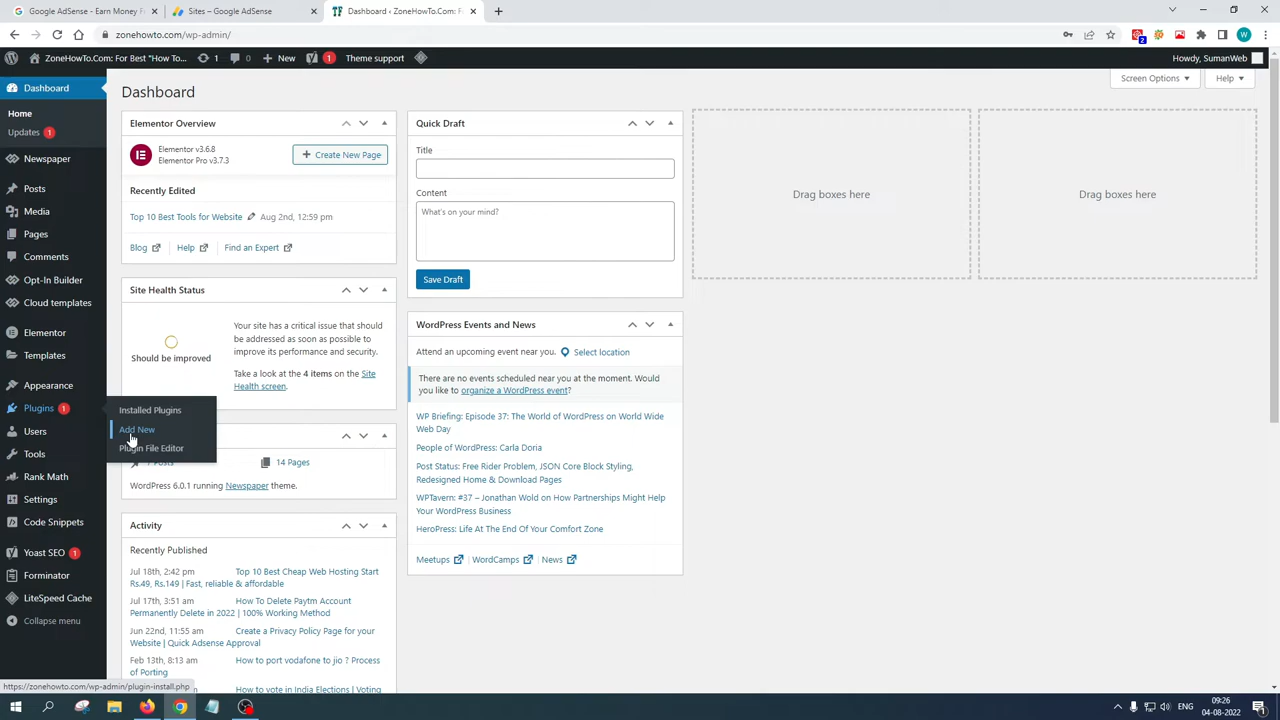 Google AdSense - Earn Money F
Sites – Google AdSense
Dashboard ‹ ZoneHowTo.Com: F
zonehowto.com/wp-admin/
ZoneHowTo.Com: For Best "How To...
1
0
New
1
Theme support
Howdy, SumanWeb
Screen Options
Help
Dashboard
Home
Updates 1
Newspaper
Posts
Media
Pages
Comments
Opt-In Builder
Cloud templates
Elementor
Templates
Appearance
Plugins 1
Users
Tools
Rank Math
Settings
Code Snippets
Yoast SEO 1
Forminator
LiteSpeed Cache
Collapse menu
Installed Plugins
Add New
Plugin File Editor
Dashboard
Elementor Overview
Elementor v3.6.8
Elementor Pro v3.7.3
Create New Page
Recently Edited
Top 10 Best Tools for Website Aug 2nd, 12:59 pm
Blog
Help
Find an Expert
Site Health Status
Should be improved
Your site has a critical issue that should
be addressed as soon as possible to
improve its performance and security.
Take a look at the 4 items on the Site
Health screen.
14 Pages
WordPress 6.0.1 running Newspaper theme.
Activity
Recently Published
Jul 18th, 2:42 pm Top 10 Best Cheap Web Hosting Start
Rs.49, Rs.149 | Fast, reliable & affordable
Jul 17th, 3:51 am How To Delete Paytm Account
Permanently Delete in 2022 | 100% Working Method
Jun 22nd, 11:55 am Create a Privacy Policy Page for your
Website | Quick Adsense Approval
Feb 13th, 8:13 am How to port vodafone to jio ? Process
of Porting
How to vote in India Elections | Voting
Quick Draft
Title
Content
What's on your mind?
Save Draft
WordPress Events and News
Attend an upcoming event near you. Select location
There are no events scheduled near you at the moment. Would
you like to organize a WordPress event?
WP Briefing: Episode 37: The World of WordPress on World Wide
Web Day
People of WordPress: Carla Doria
Post Status: Free Rider Problem, JSON Core Block Styling,
Redesigned Home & Download Pages
WPTavern: #37 – Jonathan Wold on How Partnerships Might Help
Your WordPress Business
HeroPress: Life At The End Of Your Comfort Zone
Meetups
WordCamps
News
Drag boxes here
Drag boxes here
https://zonehowto.com/wp-admin/plugin-install.php
ENG
09:26
04-08-2022